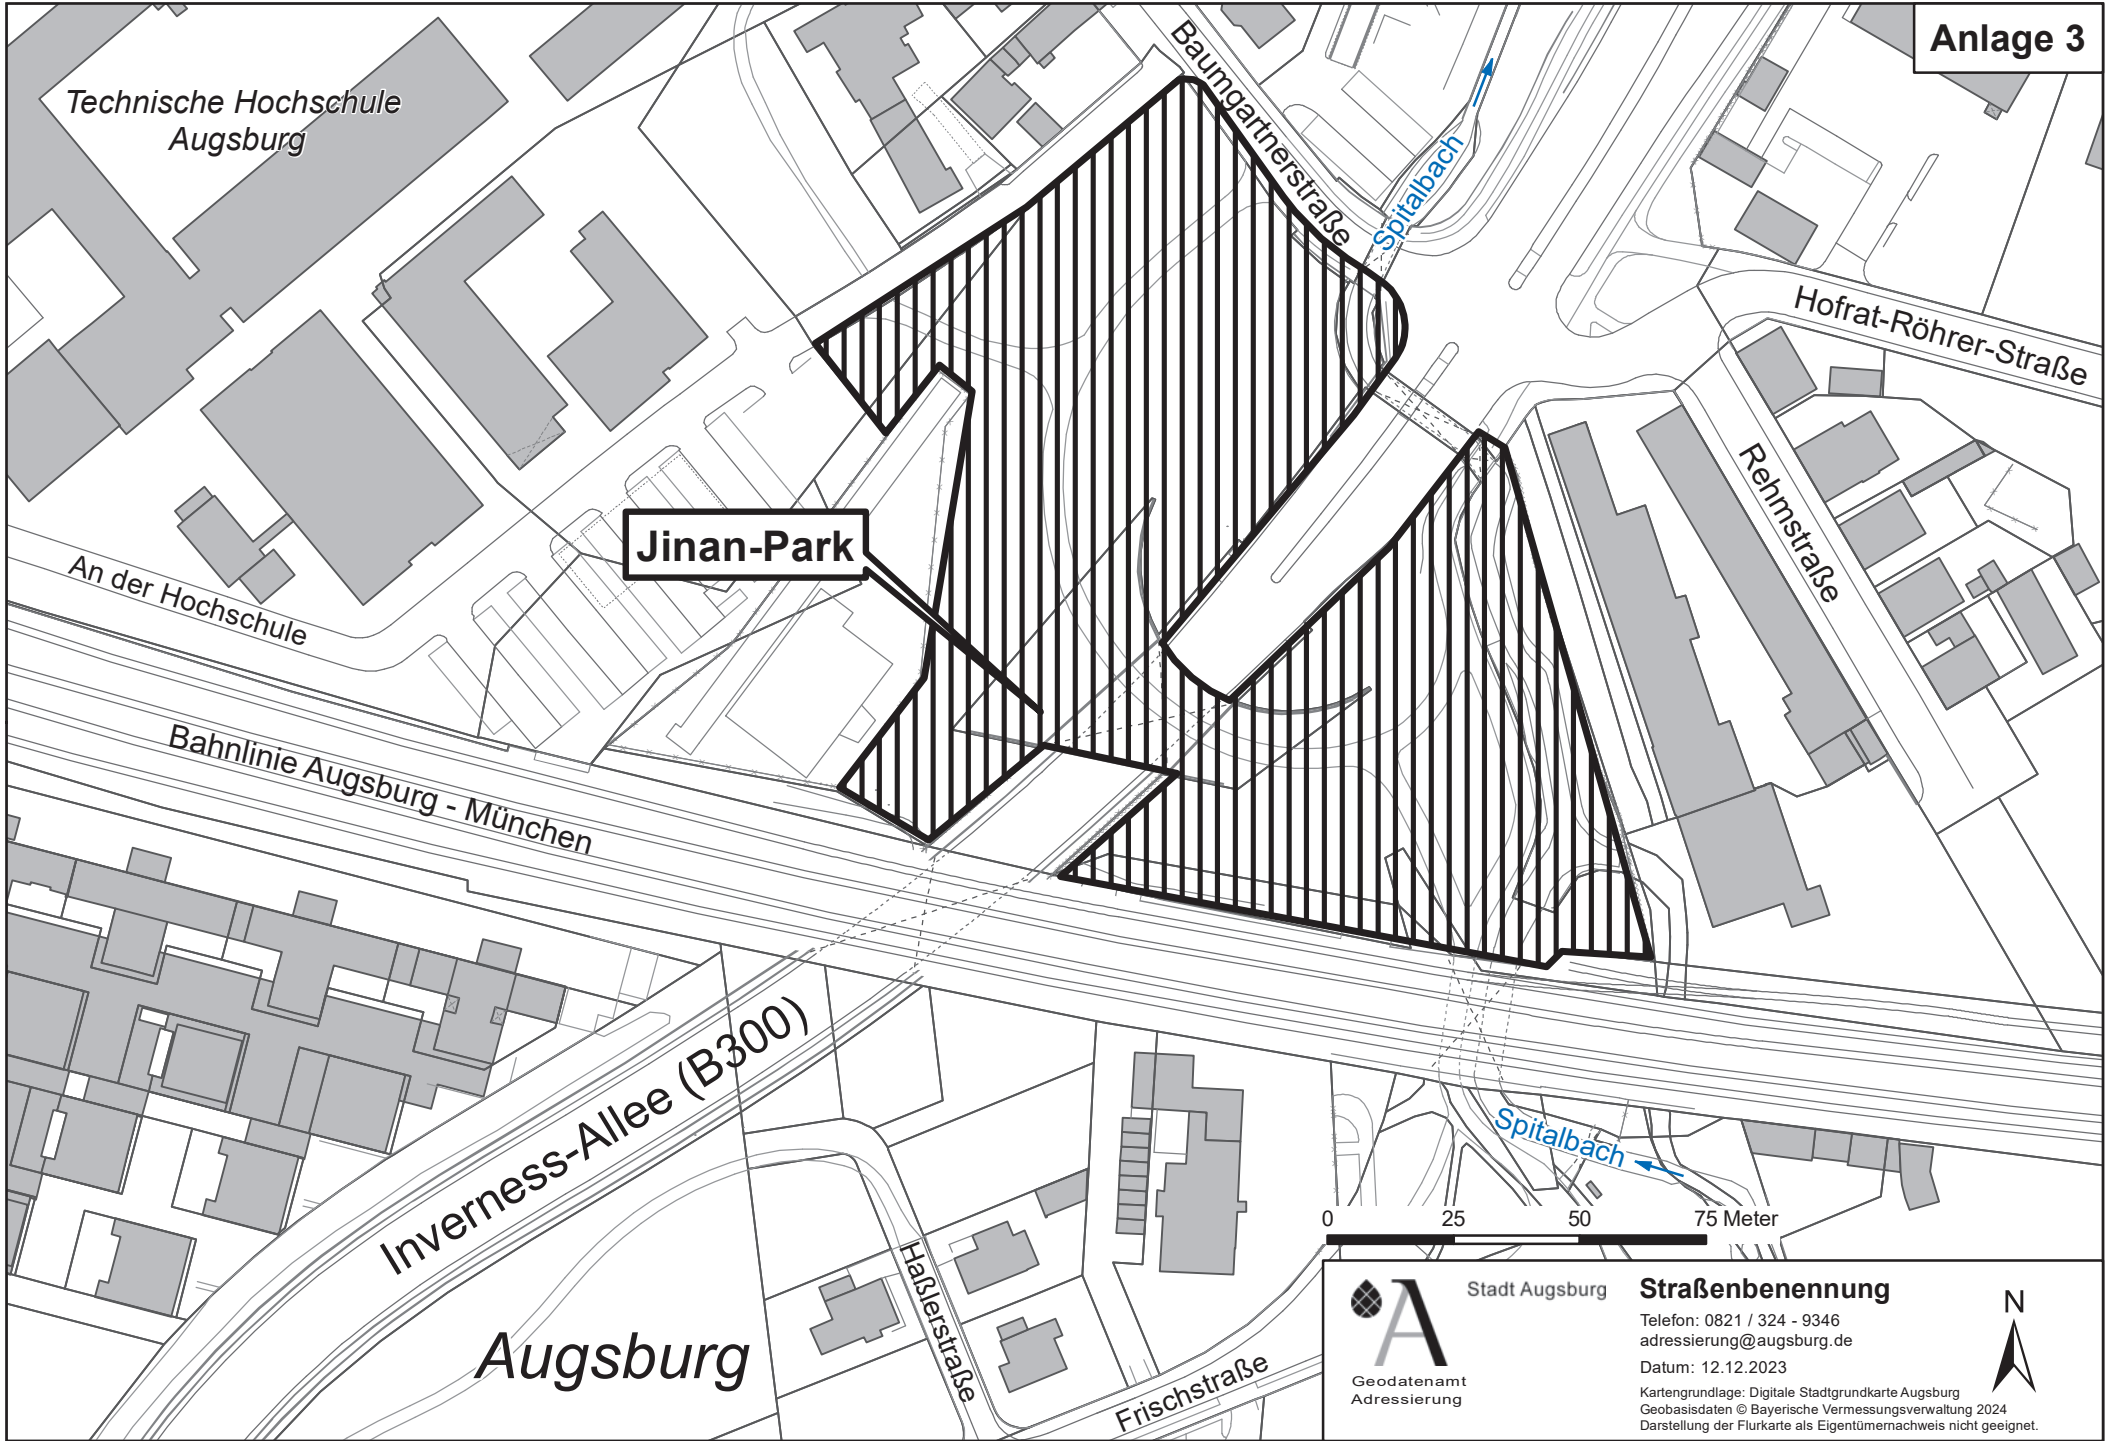 Anlage 3
Technische Hochschule
Augsburg
Baumgartnerstraße
Spitalbach
Hofrat-Röhrer-Straße
Rehmstraße
Jinan-Park
An der Hochschule
Bahnlinie Augsburg - München
Inverness-Allee (B300)
Spitalbach
0 25 50 75 Meter
Haßlerstraße
Augsburg
Frischstraße
Stadt Augsburg
Geodatenamt
Adressierung
Straßenbenennung
Telefon: 0821 / 324 - 9346
adressierung@augsburg.de
Datum: 12.12.2023
Kartengrundlage: Digitale Stadtgrundkarte Augsburg
Geobasisdaten © Bayerische Vermessungsverwaltung 2024
Darstellung der Flurkarte als Eigentümernachweis nicht geeignet.
N